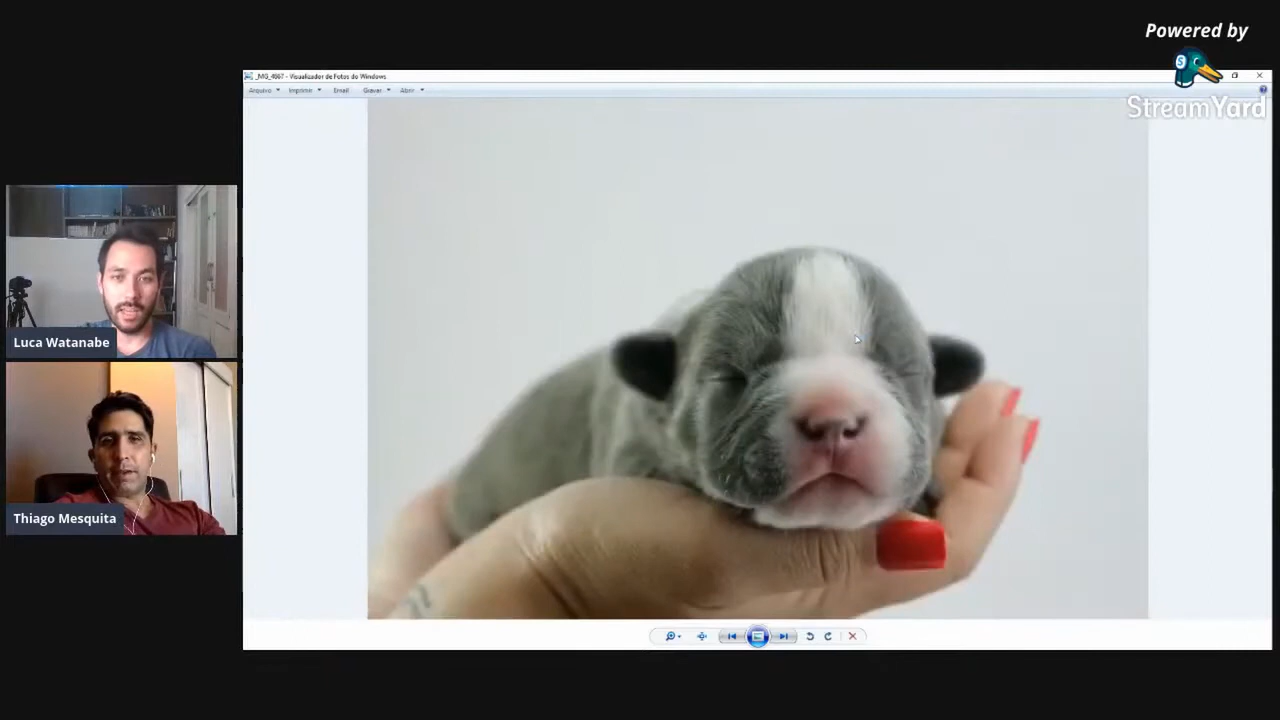 Powered by
StreamYard
_MG_4667 - Visualizador de Fotos do Windows
Arquivo Imprimir Email Gravar Abrir
Luca Watanabe
Thiago Mesquita